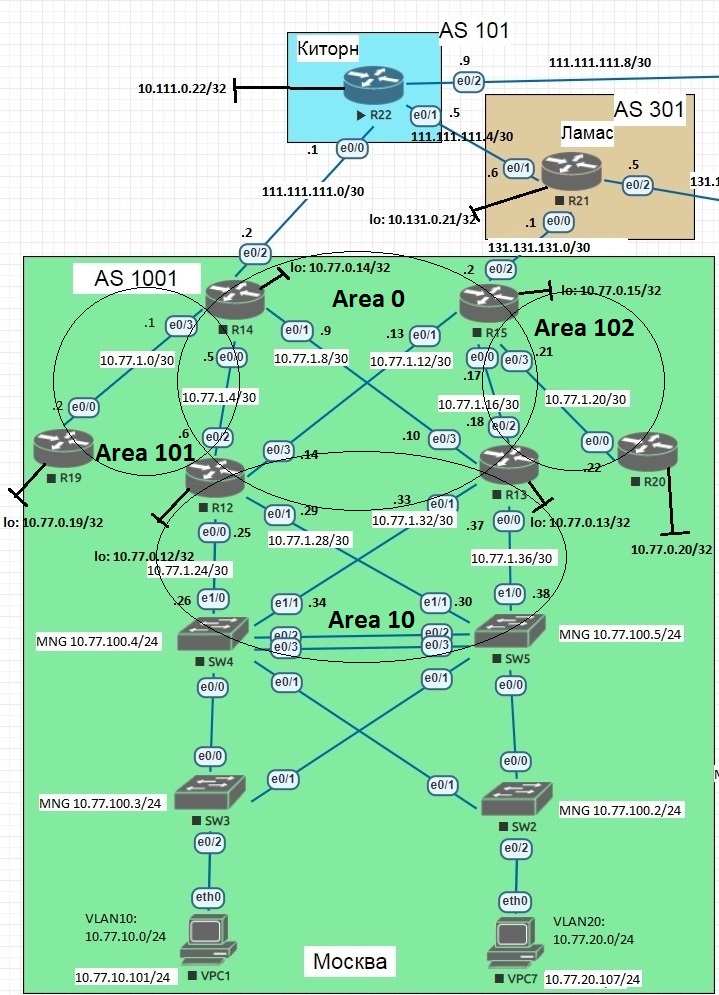 AS 101
Киторн
10.111.0.22/32
R22
.9
e0/2
111.111.111.8/30
e0/1
.5
111.111.111.4/30
.1
e0/0
111.111.111.0/30
AS 301
Ламас
.6
e0/1
.5
e0/2
131.1
R21
lo: 10.131.0.21/32
.1
e0/0
131.131.131.0/30
.2
e0/2
.2
e0/2
AS 1001
lo: 10.77.0.14/32
Area 0
lo: 10.77.0.15/32
R14
R15
Area 102
.1
e0/3
e0/1
.9
.13
e0/1
10.77.1.0/30
.5
e0/0
10.77.1.8/30
10.77.1.12/30
e0/0
e0/3
.21
.17
10.77.1.4/30
10.77.1.16/30
10.77.1.20/30
.2
e0/0
.6
e0/2
.10
e0/3
.18
e0/2
e0/0
.22
R19
Area 101
e0/3
.14
R12
R13
R20
lo: 10.77.0.19/32
lo: 10.77.0.12/32
lo: 10.77.0.13/32
10.77.0.20/32
e0/1
.29
.33
e0/1
10.77.1.32/30
e0/0
.25
.37
e0/0
10.77.1.28/30
10.77.1.24/30
10.77.1.36/30
.26
e1/0
e1/1
.34
Area 10
e1/1
.30
e1/0
.38
MNG 10.77.100.4/24
e0/2
e0/2
MNG 10.77.100.5/24
e0/3
e0/3
SW4
SW5
e0/0
e0/1
e0/1
e0/0
e0/0
e0/1
e0/1
e0/0
MNG 10.77.100.3/24
MNG 10.77.100.2/24
SW3
SW2
e0/2
e0/2
eth0
eth0
VLAN10:
10.77.10.0/24
VLAN20:
10.77.20.0/24
10.77.10.101/24
VPC1
Москва
VPC7
10.77.20.107/24